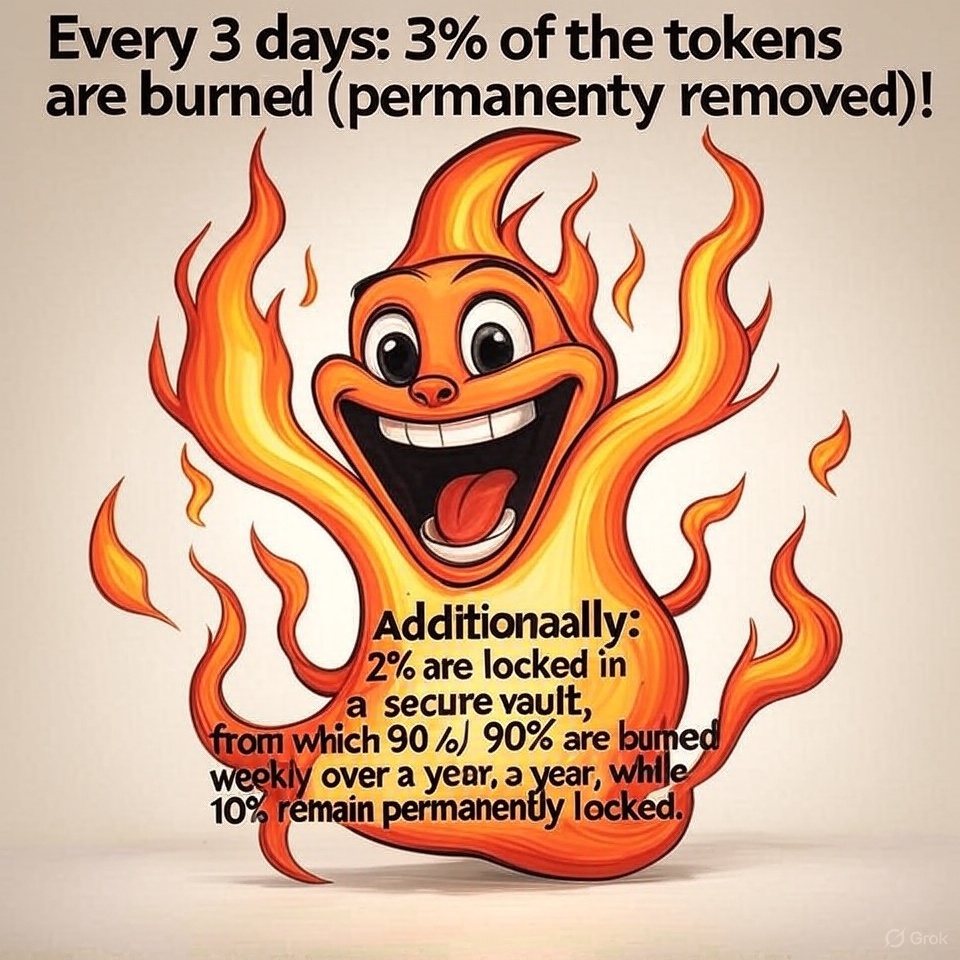 Every 3 days: 3% of the tokens
are burned (permanenty removed)!
Additionaally:
2% are locked in
a secure vault,
from which 90 %) 90% are bumed
weekly over a year, a year, while
10% remain permanently locked.
Grok